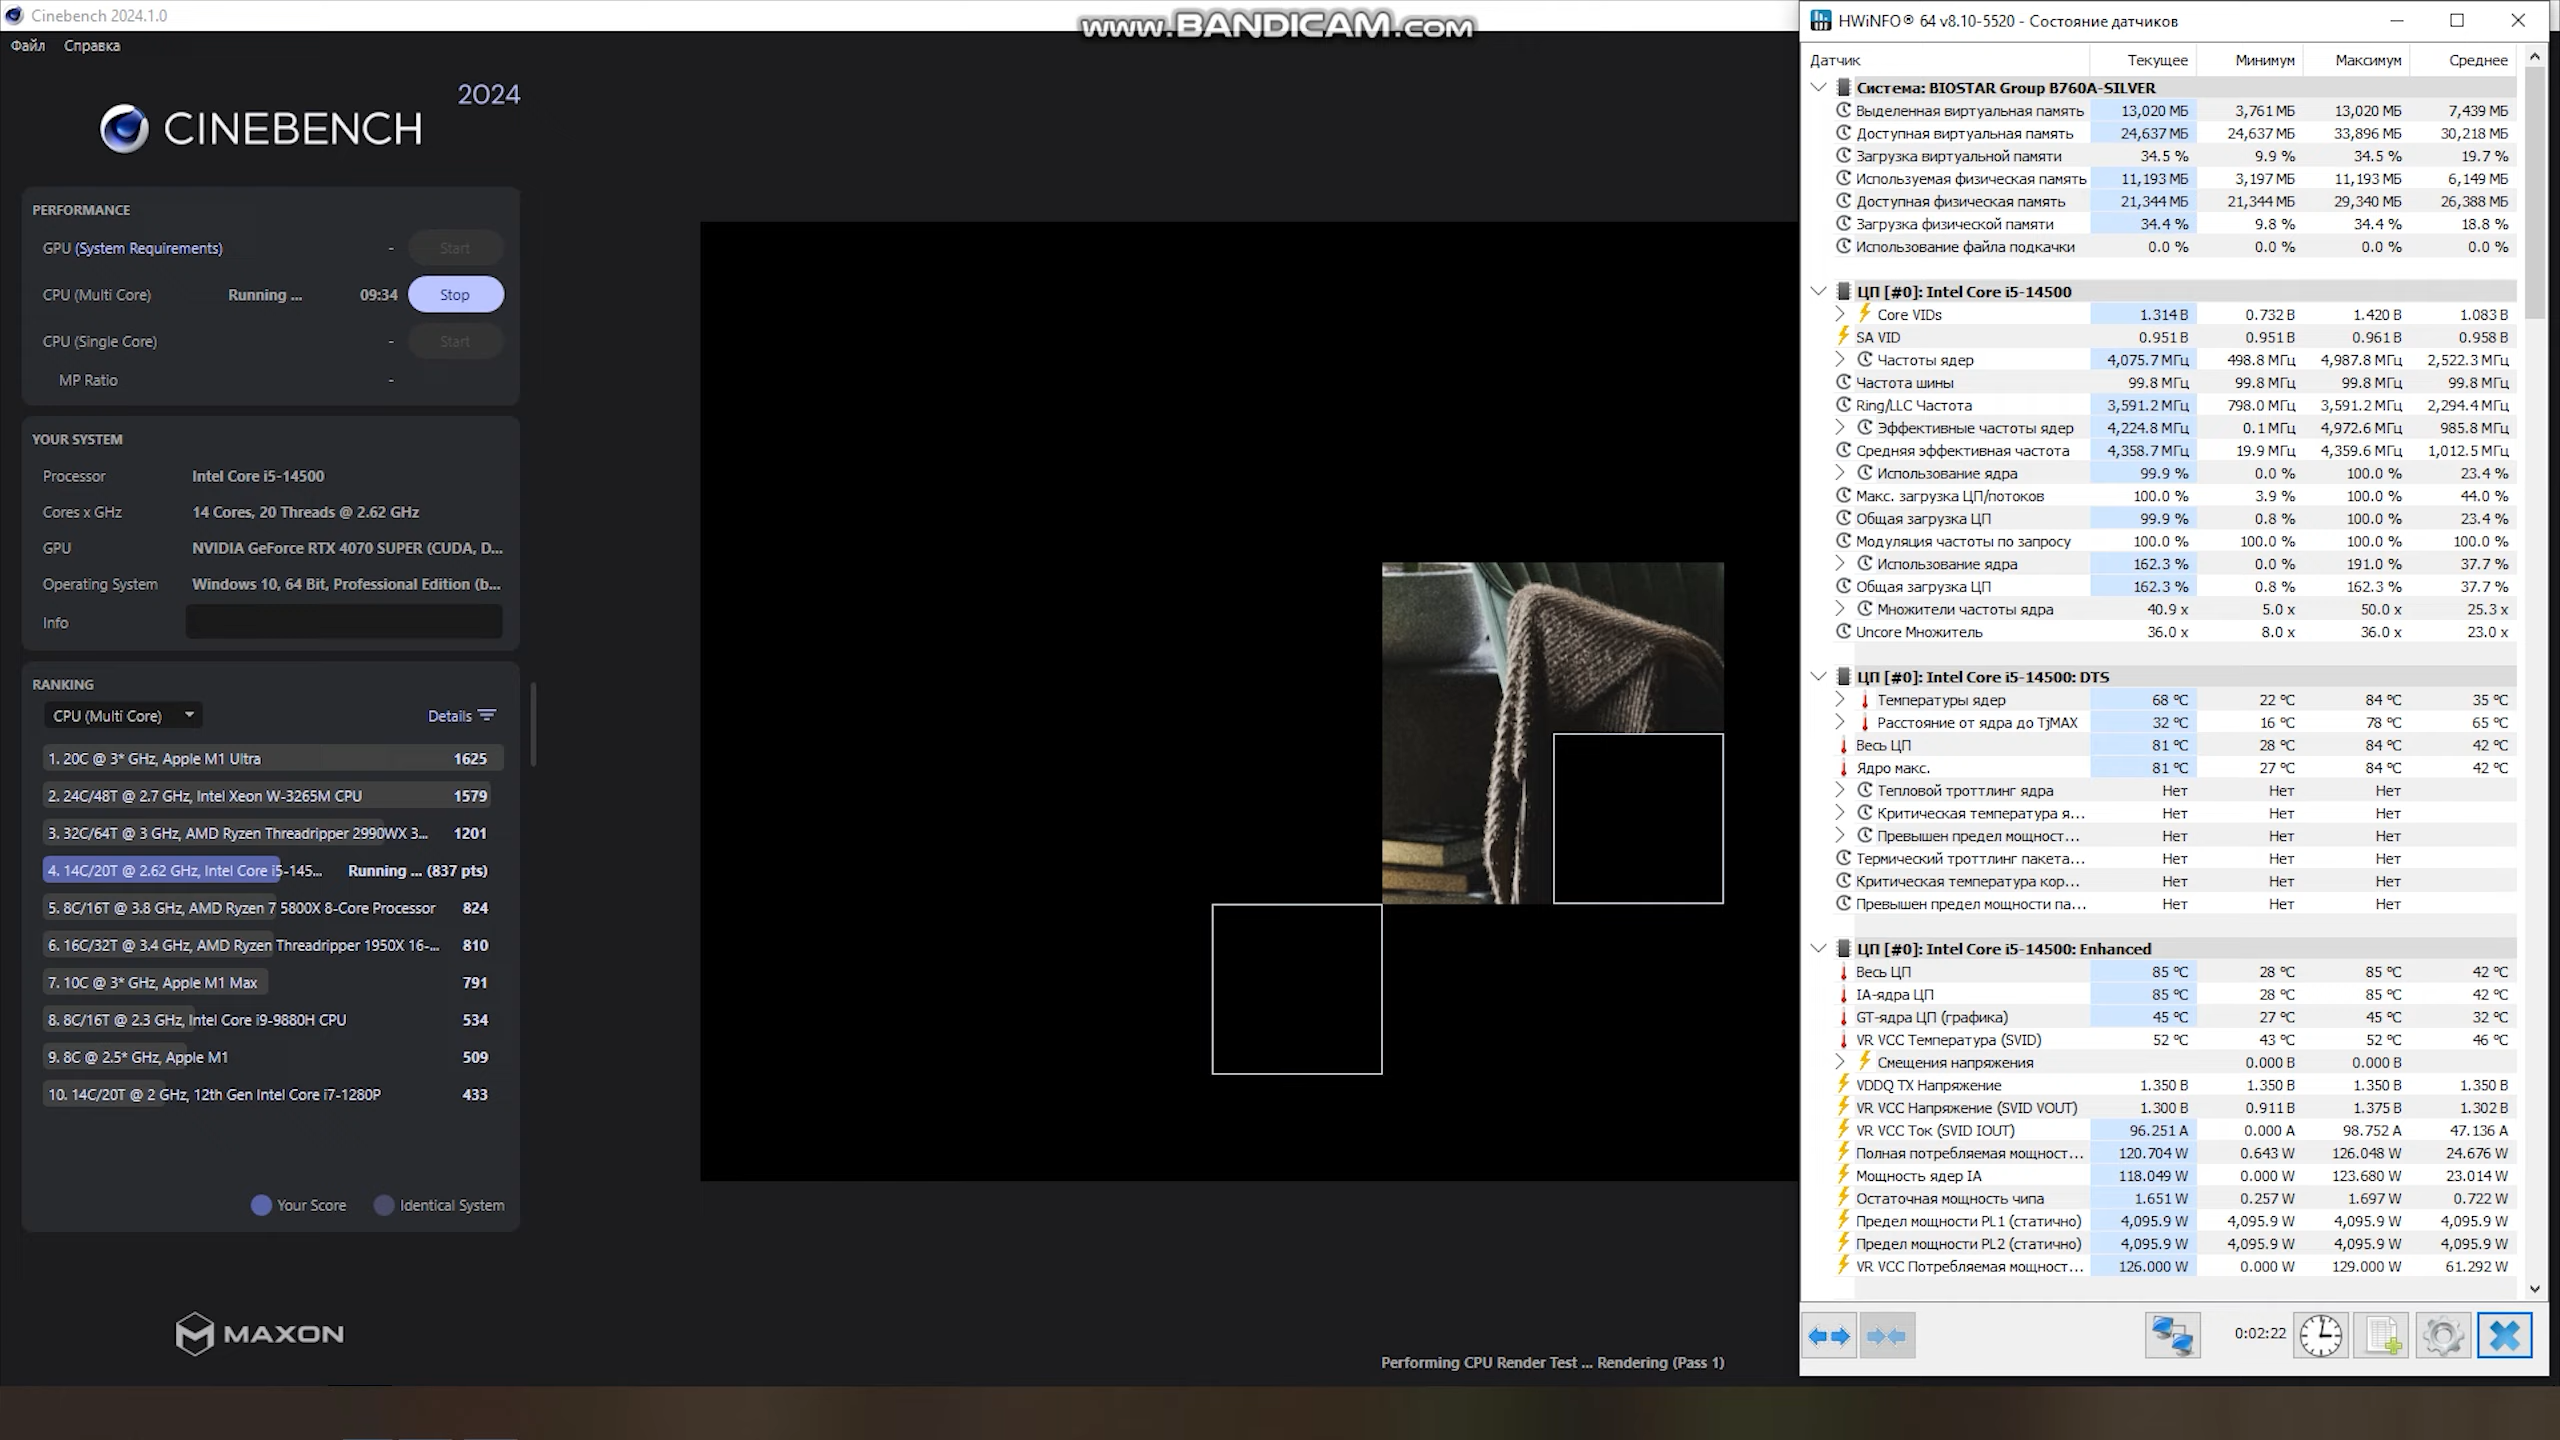 Cinebench 2024.1.0
www.BANDICAM.com
Файл Справка
2024
CINEBENCH
PERFORMANCE
GPU (System Requirements) - Start
CPU (Multi Core) Running ... 09:34 Stop
CPU (Single Core) - Start
MP Ratio -
YOUR SYSTEM
Processor Intel Core i5-14500
Cores x GHz 14 Cores, 20 Threads @ 2.62 GHz
GPU NVIDIA GeForce RTX 4070 SUPER (CUDA, D...
Operating System Windows 10, 64 Bit, Professional Edition (b...
Info
RANKING
CPU (Multi Core) Details
1. 20C @ 3* GHz, Apple M1 Ultra 1625
2. 24C/48T @ 2.7 GHz, Intel Xeon W-3265M CPU 1579
3. 32C/64T @ 3 GHz, AMD Ryzen Threadripper 2990WX 3... 1201
4. 14C/20T @ 2.62 GHz, Intel Core i5-145... Running ... (837 pts)
5. 8C/16T @ 3.8 GHz, AMD Ryzen 7 5800X 8-Core Processor 824
6. 16C/32T @ 3.4 GHz, AMD Ryzen Threadripper 1950X 16-... 810
7. 10C @ 3* GHz, Apple M1 Max 791
8. 8C/16T @ 2.3 GHz, Intel Core i9-9880H CPU 534
9. 8C @ 2.5* GHz, Apple M1 509
10. 14C/20T @ 2 GHz, 12th Gen Intel Core i7-1280P 433
Your Score Identical System
MAXON
Performing CPU Render Test ... Rendering (Pass 1)
HWiNFO® 64 v8.10-5520 - Состояние датчиков
Датчик Текущее Минимум Максимум Среднее
Система: BIOSTAR Group B760A-SILVER
Выделенная виртуальная память 13,020 МБ 3,761 МБ 13,020 МБ 7,439 МБ
Доступная виртуальная память 24,637 МБ 24,637 МБ 33,896 МБ 30,218 МБ
Загрузка виртуальной памяти 34.5 % 9.9 % 34.5 % 19.7 %
Используемая физическая память 11,193 МБ 3,197 МБ 11,193 МБ 6,149 МБ
Доступная физическая память 21,344 МБ 21,344 МБ 29,340 МБ 26,388 МБ
Загрузка физической памяти 34.4 % 9.8 % 34.4 % 18.8 %
Использование файла подкачки 0.0 % 0.0 % 0.0 % 0.0 %
ЦП [#0]: Intel Core i5-14500
Core VIDs 1.314 В 0.732 В 1.420 В 1.083 В
SA VID 0.951 В 0.951 В 0.961 В 0.958 В
Частоты ядер 4,075.7 МГц 498.8 МГц 4,987.8 МГц 2,522.3 МГц
Частота шины 99.8 МГц 99.8 МГц 99.8 МГц 99.8 МГц
Ring/LLC Частота 3,591.2 МГц 798.0 МГц 3,591.2 МГц 2,294.4 МГц
Эффективные частоты ядер 4,224.8 МГц 0.1 МГц 4,972.6 МГц 985.8 МГц
Средняя эффективная частота 4,358.7 МГц 19.9 МГц 4,359.6 МГц 1,012.5 МГц
Использование ядра 99.9 % 0.0 % 100.0 % 23.4 %
Макс. загрузка ЦП/потоков 100.0 % 3.9 % 100.0 % 44.0 %
Общая загрузка ЦП 99.9 % 0.8 % 100.0 % 23.4 %
Модуляция частоты по запросу 100.0 % 100.0 % 100.0 % 100.0 %
Использование ядра 162.3 % 0.0 % 191.0 % 37.7 %
Общая загрузка ЦП 162.3 % 0.8 % 162.3 % 37.7 %
Множители частоты ядра 40.9 x 5.0 x 50.0 x 25.3 x
Uncore Множитель 36.0 x 8.0 x 36.0 x 23.0 x
ЦП [#0]: Intel Core i5-14500: DTS
Температуры ядер 68 °C 22 °C 84 °C 35 °C
Расстояние от ядра до TjMAX 32 °C 16 °C 78 °C 65 °C
Весь ЦП 81 °C 28 °C 84 °C 42 °C
Ядро макс. 81 °C 27 °C 84 °C 42 °C
Тепловой троттлинг ядра Нет Нет Нет
Критическая температура я... Нет Нет Нет
Превышен предел мощност... Нет Нет Нет
Термический троттлинг пакета... Нет Нет Нет
Критическая температура кор... Нет Нет Нет
Превышен предел мощности па... Нет Нет Нет
ЦП [#0]: Intel Core i5-14500: Enhanced
Весь ЦП 85 °C 28 °C 85 °C 42 °C
IA-ядра ЦП 85 °C 28 °C 85 °C 42 °C
GT-ядра ЦП (графика) 45 °C 27 °C 45 °C 32 °C
VR VCC Температура (SVID) 52 °C 43 °C 52 °C 46 °C
Смещения напряжения 0.000 В 0.000 В
VDDQ TX Напряжение 1.350 В 1.350 В 1.350 В 1.350 В
VR VCC Напряжение (SVID VOUT) 1.300 В 0.911 В 1.375 В 1.302 В
VR VCC Ток (SVID IOUT) 96.251 A 0.000 A 98.752 A 47.136 A
Полная потребляемая мощност... 120.704 W 0.643 W 126.048 W 24.676 W
Мощность ядер IA 118.049 W 0.000 W 123.680 W 23.014 W
Остаточная мощность чипа 1.651 W 0.257 W 1.697 W 0.722 W
Предел мощности PL1 (статично) 4,095.9 W 4,095.9 W 4,095.9 W 4,095.9 W
Предел мощности PL2 (статично) 4,095.9 W 4,095.9 W 4,095.9 W 4,095.9 W
VR VCC Потребляемая мощност... 126.000 W 0.000 W 129.000 W 61.292 W
0:02:22